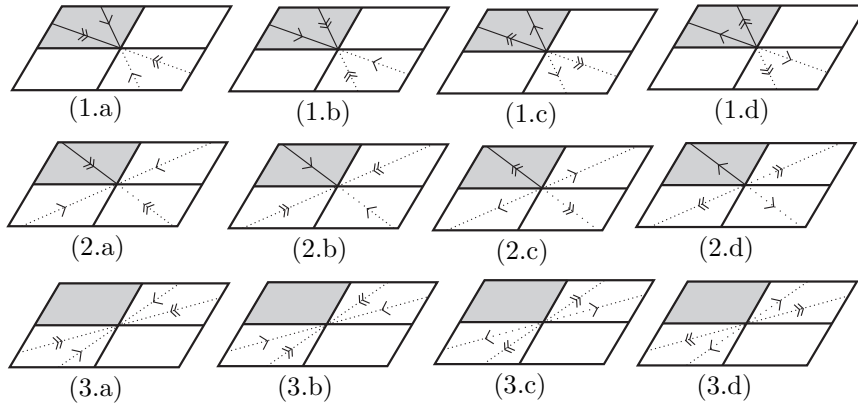 (1.a) (1.b) (1.c) (1.d)
(2.a) (2.b) (2.c) (2.d)
(3.a) (3.b) (3.c) (3.d)